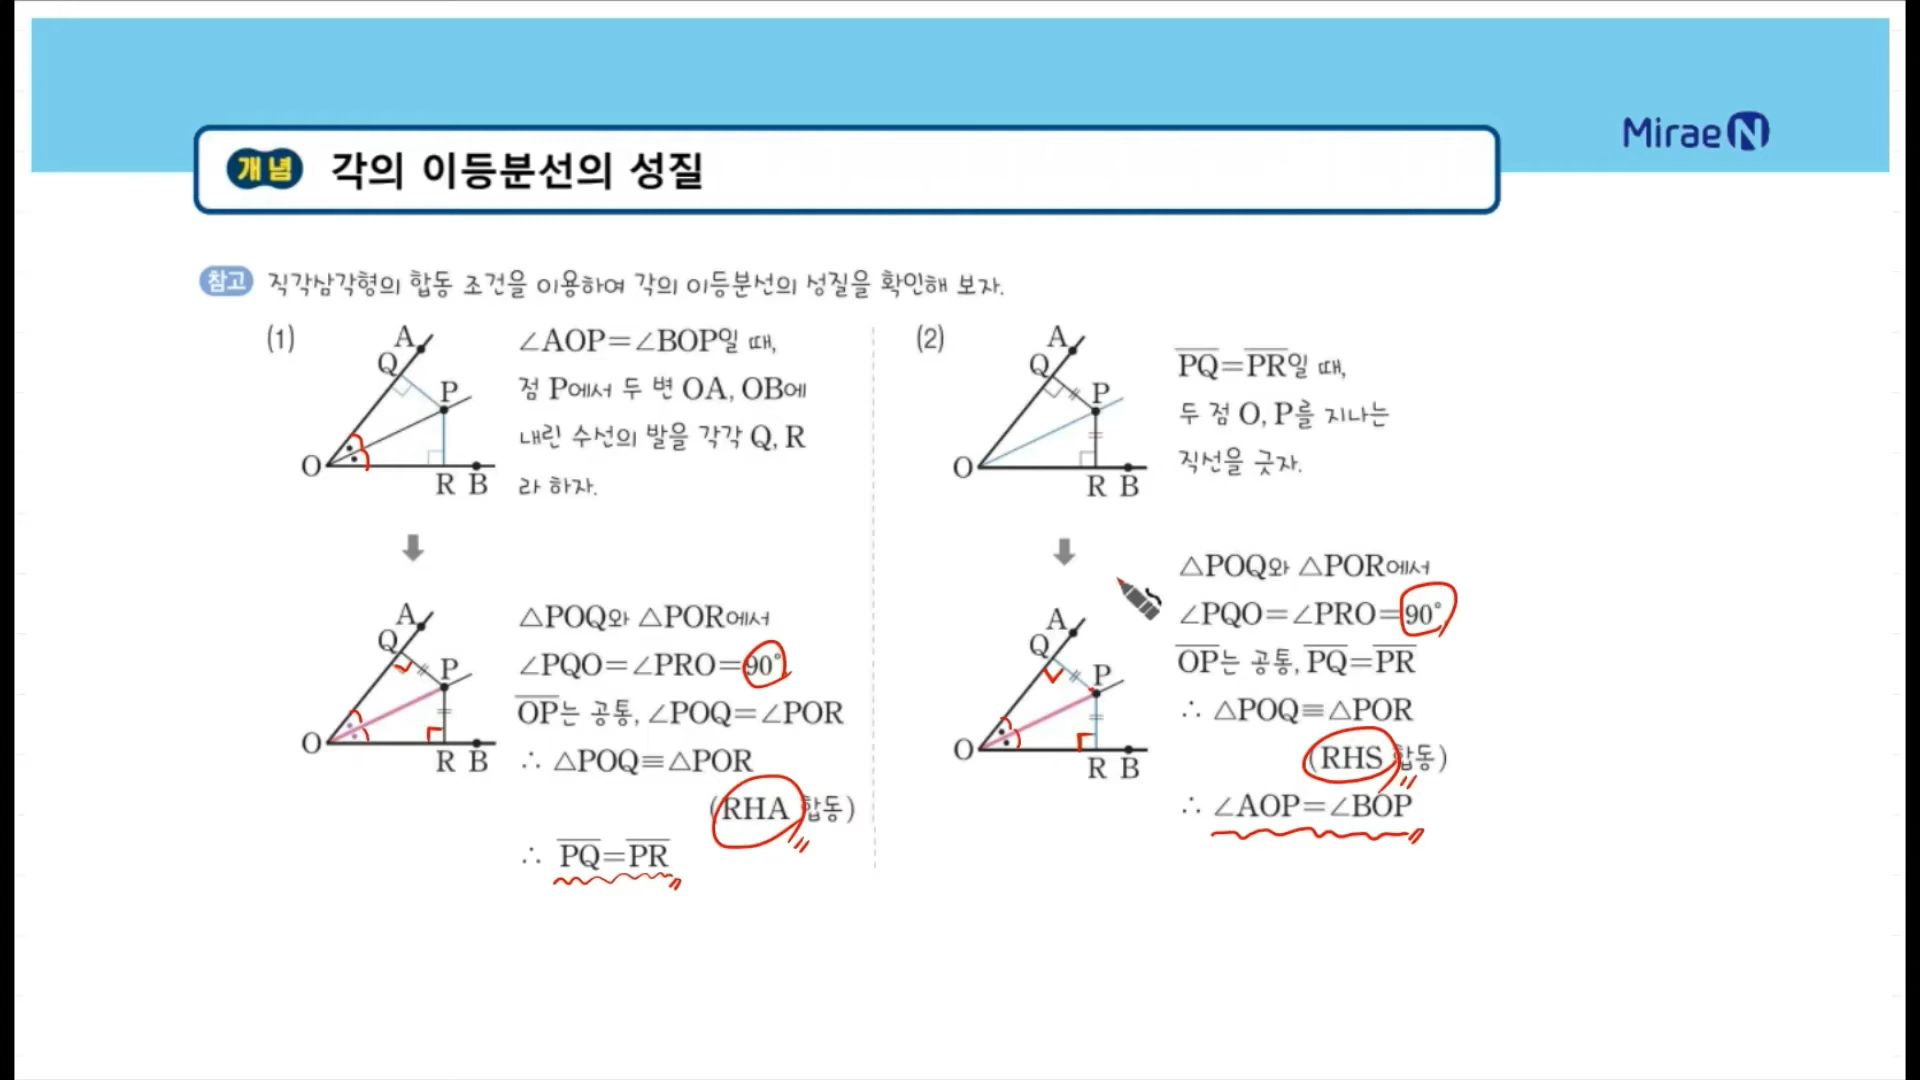 MiraeN
개념 각의 이등분선의 성질
참고 직각삼각형의 합동 조건을 이용하여 각의 이등분선의 성질을 확인해 보자.
(1)
A
Q
P
O
R B
∠AOP=∠BOP일 때,
점 P에서 두 변 OA, OB에
내린 수선의 발을 각각 Q, R
라 하자.
A
Q
P
O
R B
△POQ와 △POR에서
∠PQO=∠PRO=90°
OP는 공통, ∠POQ=∠POR
∴ △POQ≡△POR
(RHA 합동)
∴ PQ=PR
(2)
A
Q
P
O
R B
PQ=PR일 때,
두 점 O, P를 지나는
직선을 긋자.
A
Q
P
O
R B
△POQ와 △POR에서
∠PQO=∠PRO=90°
OP는 공통, PQ=PR
∴ △POQ≡△POR
(RHS 합동)
∴ ∠AOP=∠BOP